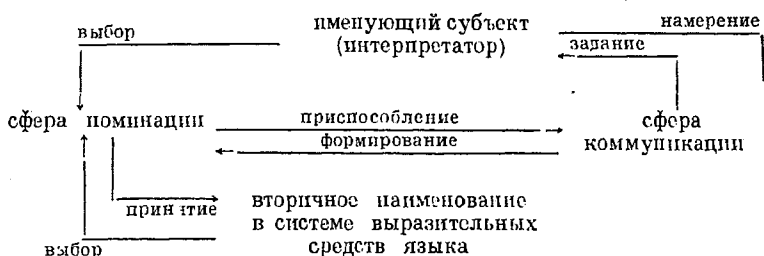 именующий субъект
(интерпретатор)
намерение
выбор
задание
сфера номинации
приспособление
формирование
сфера
коммуникации
принятие
вторичное наименование
в системе выразительных
средств языка
выбор